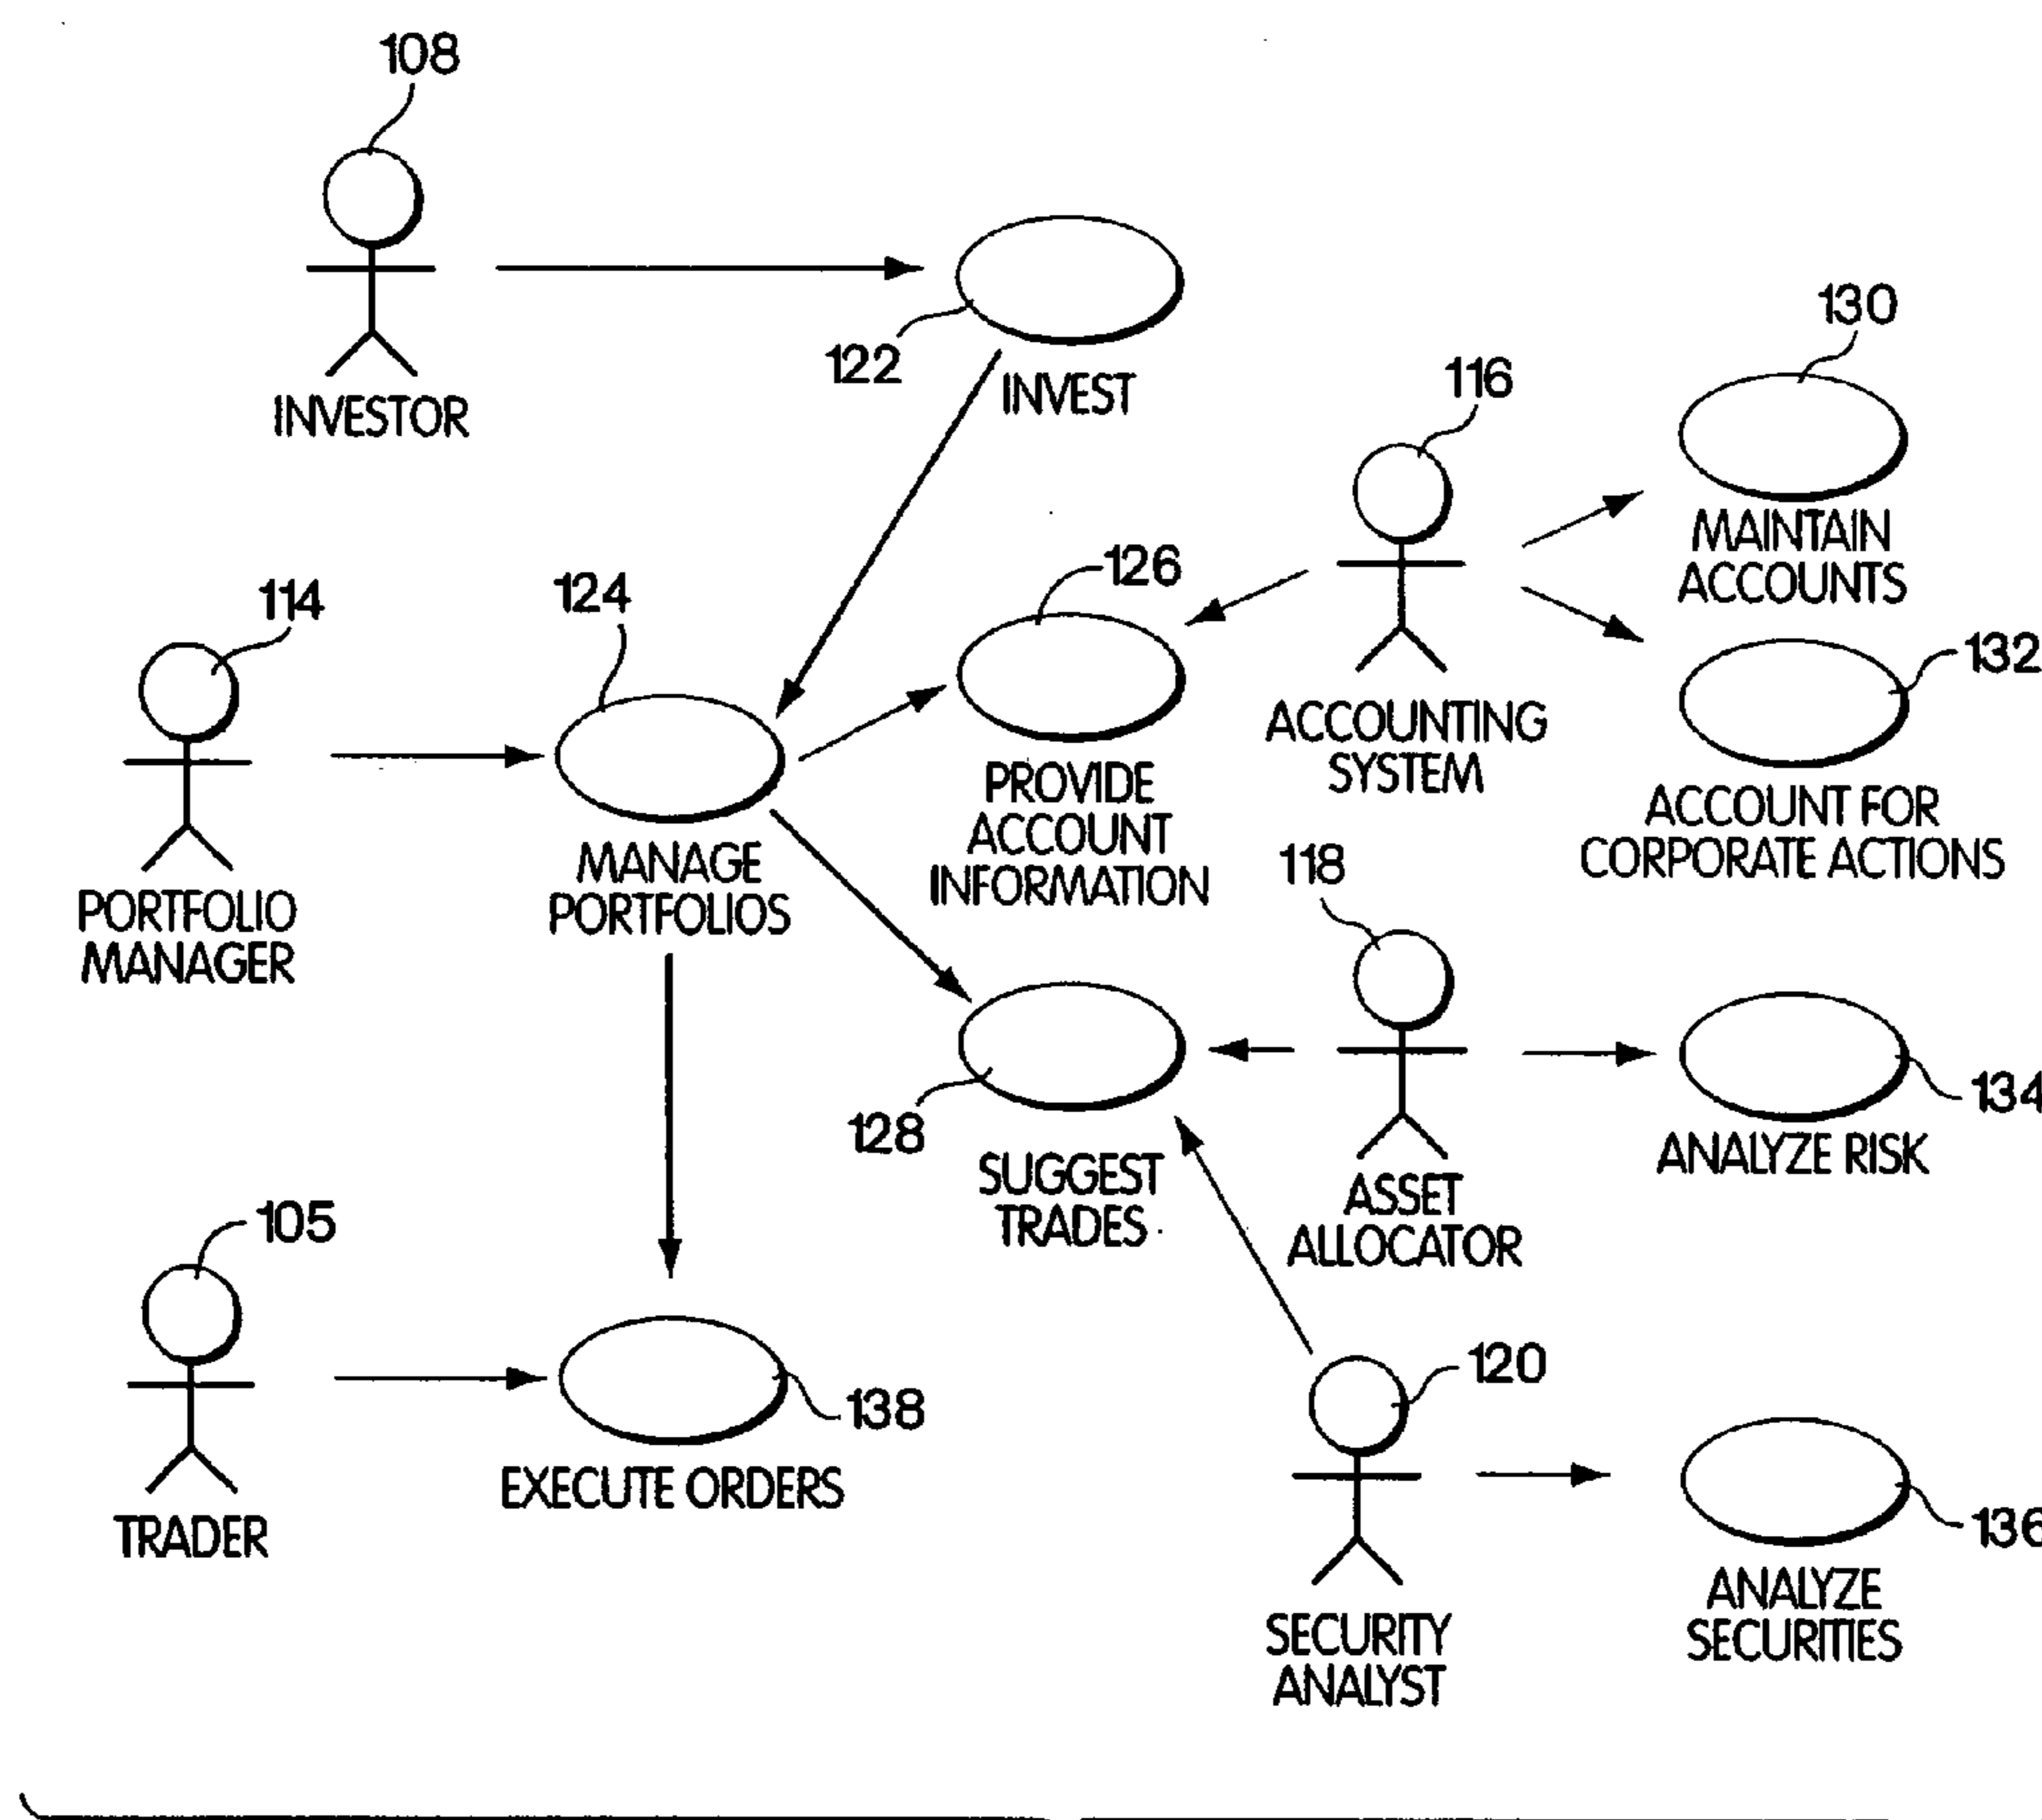 108
INVESTOR
122
INVEST
130
MAINTAIN
ACCOUNTS
116
ACCOUNTING
SYSTEM
132
ACCOUNT FOR
CORPORATE ACTIONS
114
PORTFOLIO
MANAGER
124
MANAGE
PORTFOLIOS
126
PROVIDE
ACCOUNT
INFORMATION
118
ASSET
ALLOCATOR
134
ANALYZE RISK
128
SUGGEST
TRADES
105
TRADER
138
EXECUTE ORDERS
120
SECURITY
ANALYST
136
ANALYZE
SECURITIES